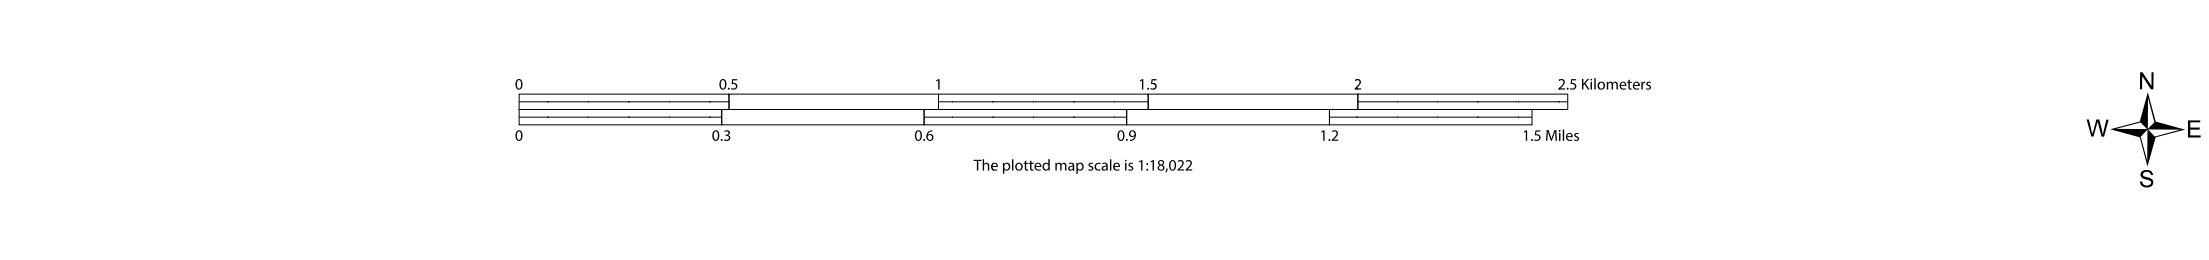 0 0.5 1 1.5 2 2.5 Kilometers
0 0.3 0.6 0.9 1.2 1.5 Miles
The plotted map scale is 1:18,022
N
W E
S